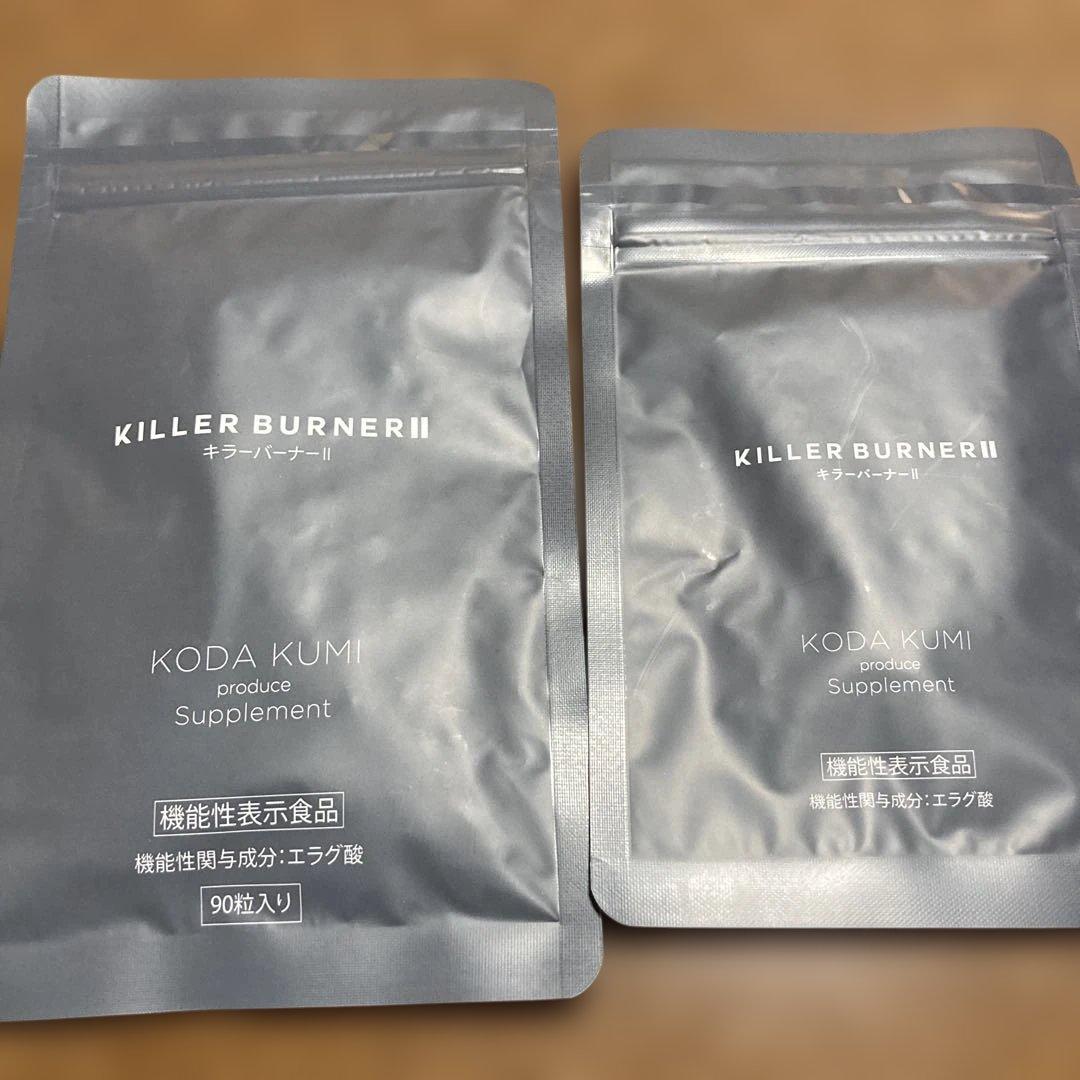 KILLER BURNERⅡ
キラーバーナーⅡ
KODA KUMI
produce
Supplement
機能性表示食品
機能性関与成分：エラグ酸
90粒入り
KILLER BURNERⅡ
キラーバーナーⅡ
KODA KUMI
produce
Supplement
機能性表示食品
機能性関与成分：エラグ酸